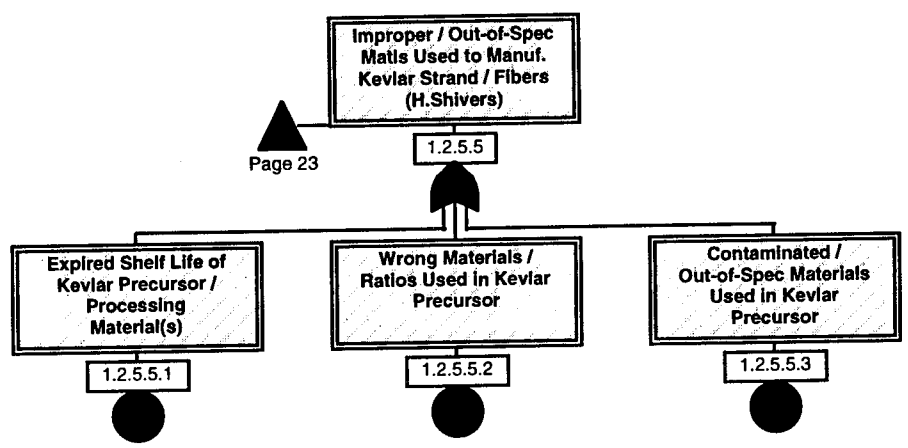 Improper / Out-of-Spec
Matls Used to Manuf.
Kevlar Strand / Fibers
(H.Shivers)
Page 23
1.2.5.5
Expired Shelf Life of
Kevlar Precursor /
Processing
Material(s)
1.2.5.5.1
Wrong Materials /
Ratios Used in Kevlar
Precursor
1.2.5.5.2
Contaminated /
Out-of-Spec Materials
Used in Kevlar
Precursor
1.2.5.5.3